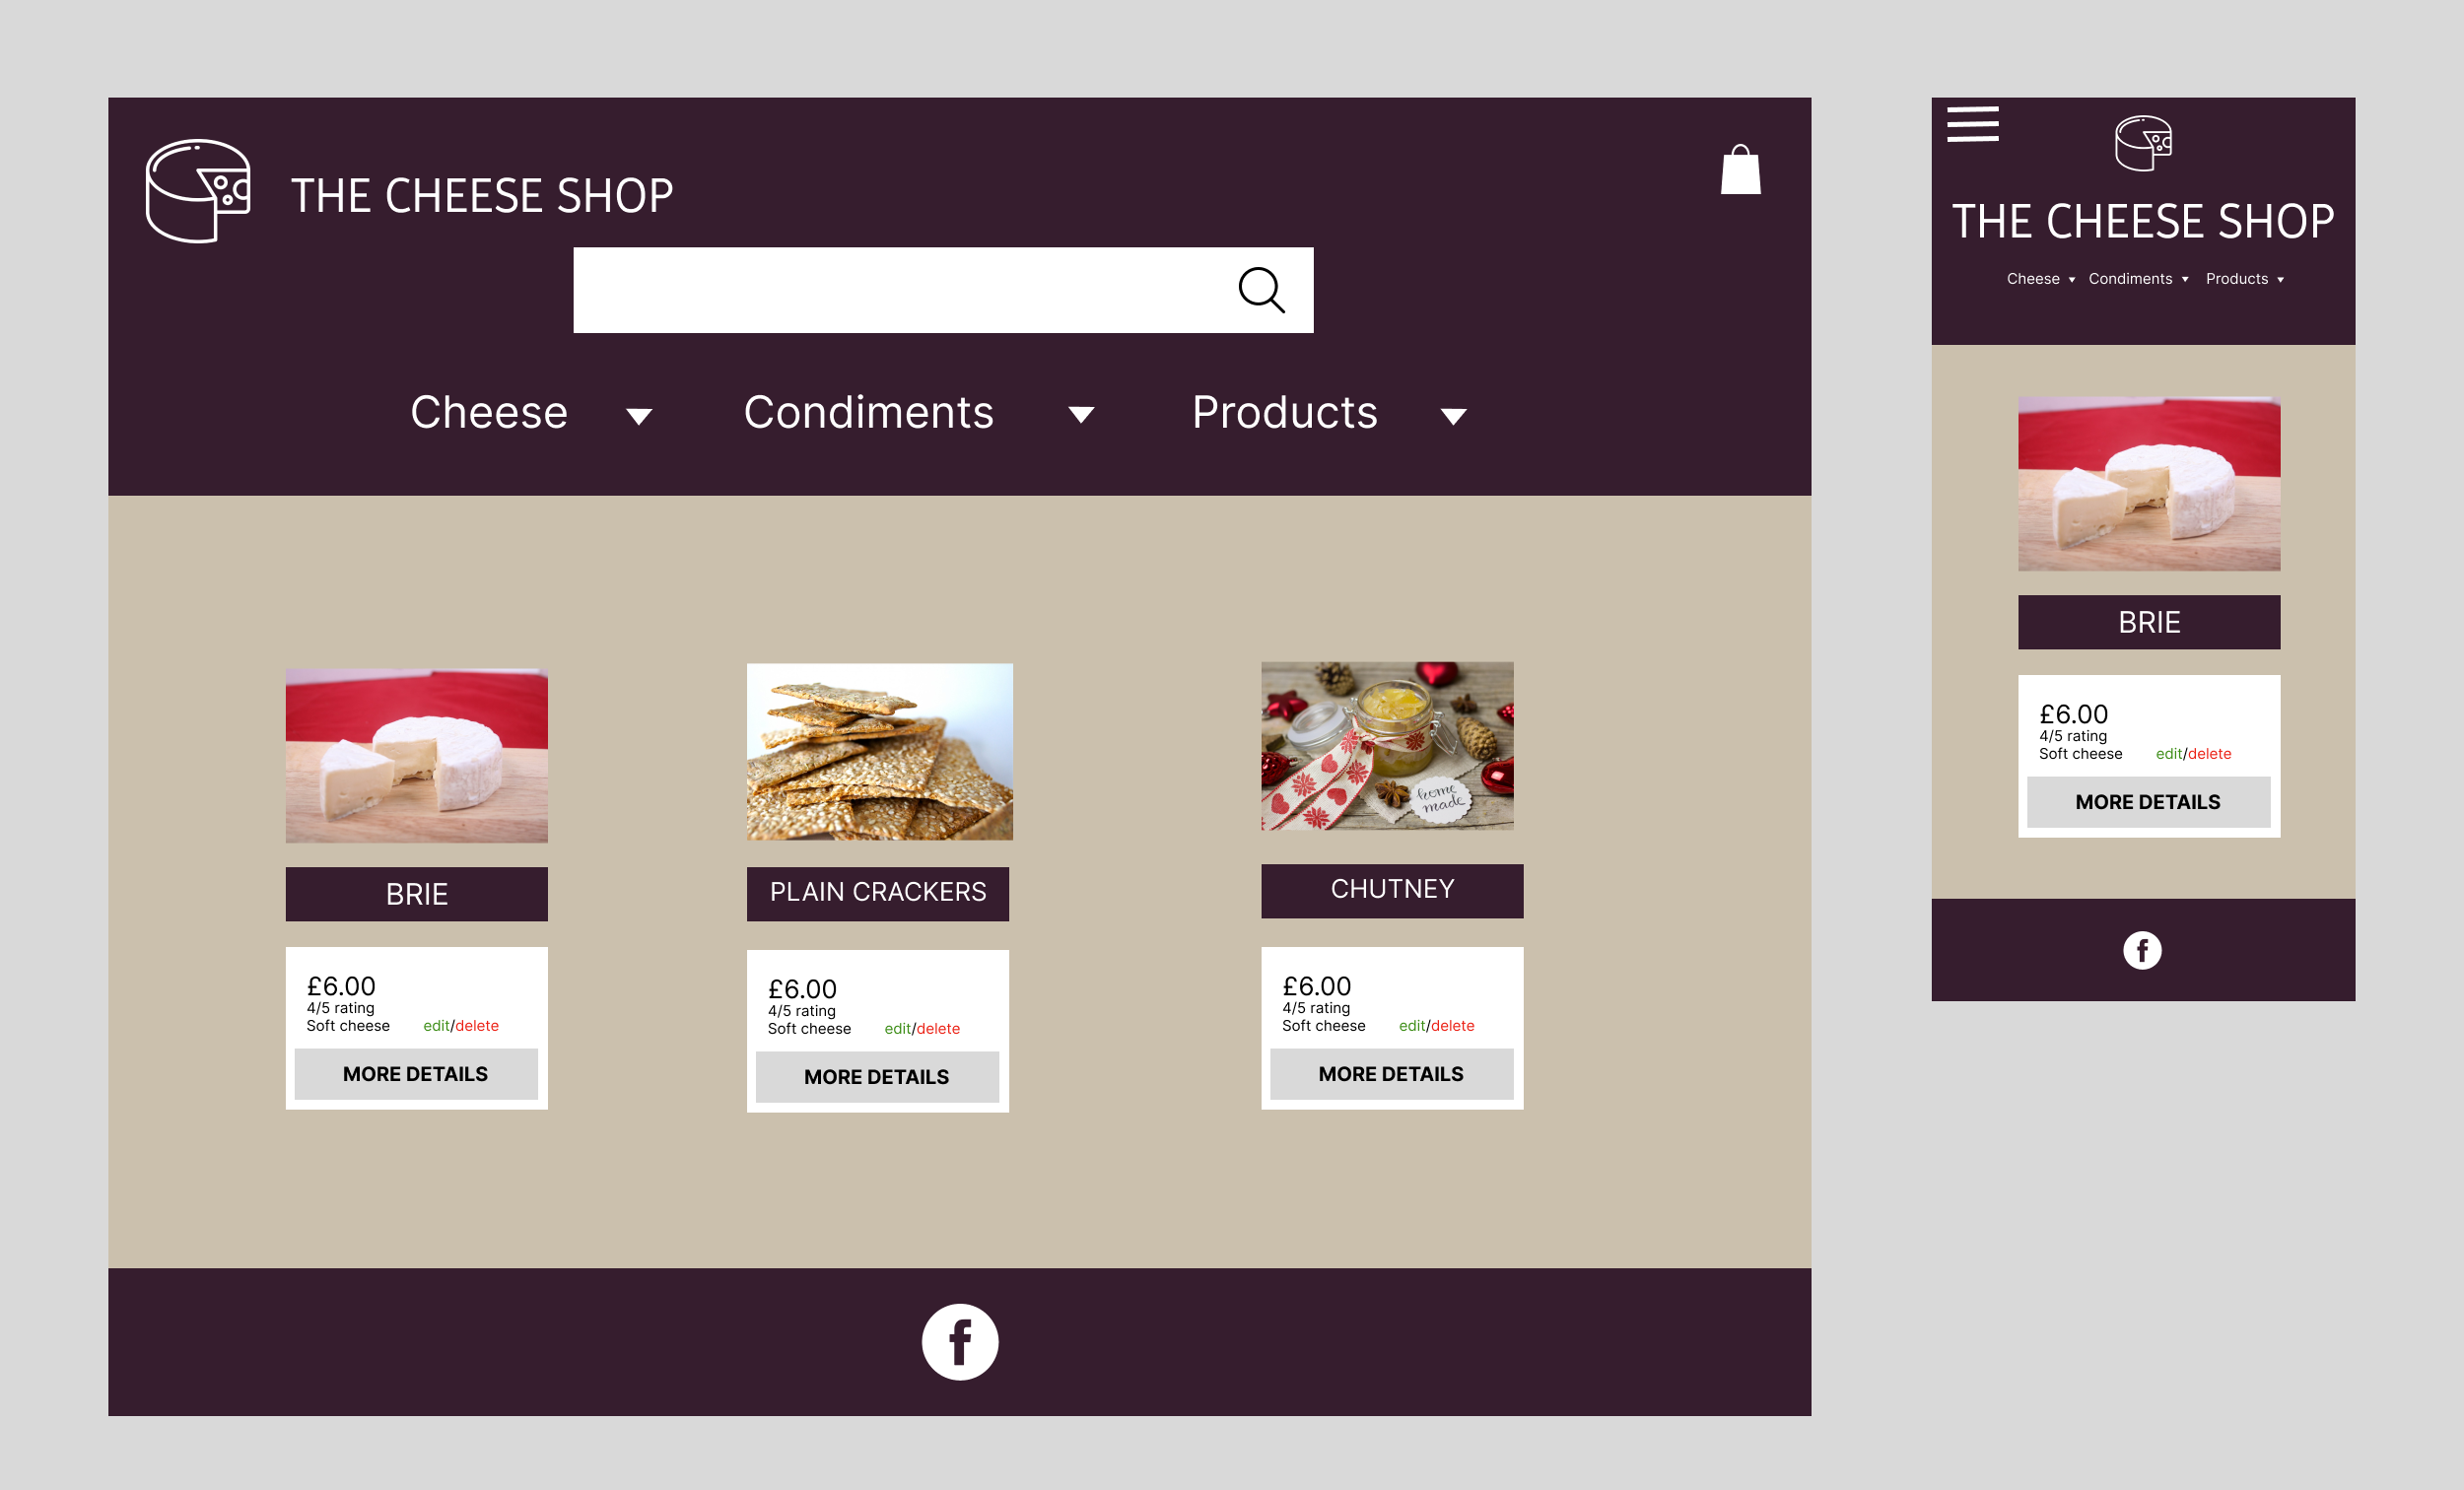 THE CHEESE SHOP
Cheese
Condiments
Products
home
made
BRIE
PLAIN CRACKERS
CHUTNEY
£6.00
4/5 rating
Soft cheese edit/delete
MORE DETAILS
£6.00
4/5 rating
Soft cheese edit/delete
MORE DETAILS
£6.00
4/5 rating
Soft cheese edit/delete
MORE DETAILS
f
THE CHEESE SHOP
Cheese
Condiments
Products
BRIE
£6.00
4/5 rating
Soft cheese edit/delete
MORE DETAILS
f